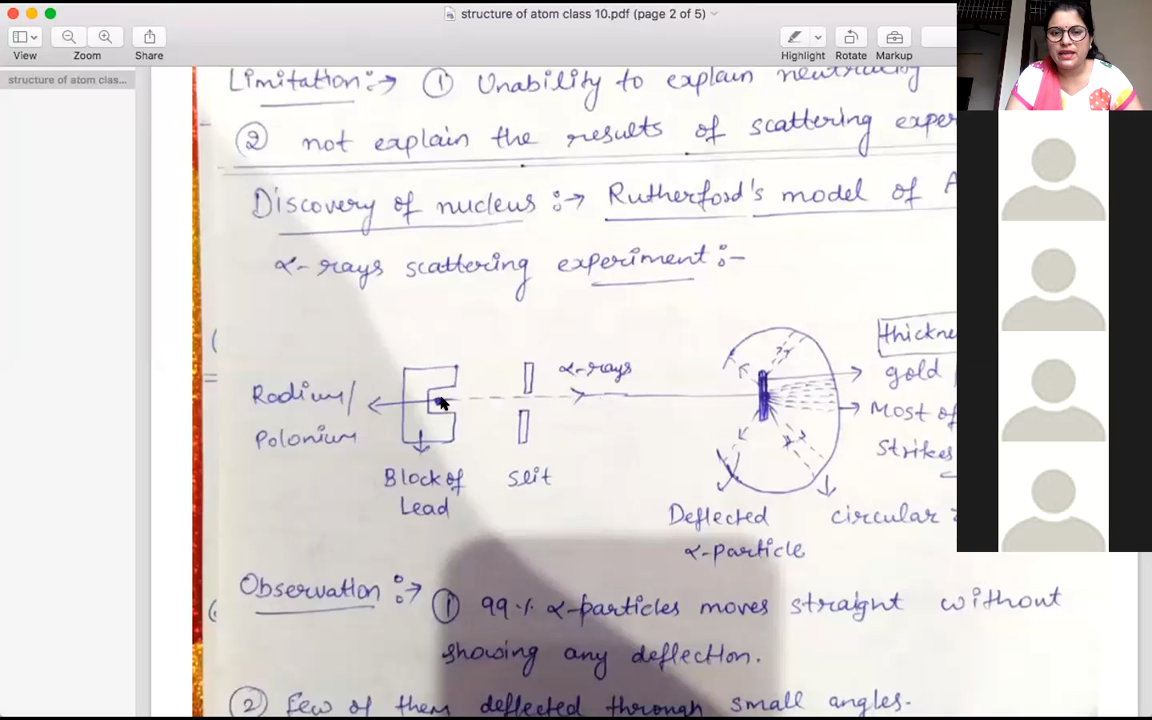 structure of atom class 10.pdf (page 2 of 5)
View
Zoom
Share
Highlight
Rotate
Markup
structure of atom clas...
Limitation :→ ① Unability to explain neutrality
② not explain the results of scattering exper
Discovery of nucleus :→ Rutherford's model of A
α-rays scattering experiment :-
thickne
α-rays
gold
Radium/
Polonium
Most of
strikes
Block of
Lead
Slit
Deflected
α-particle
circular
Observation :→ ① 99% α-particles moves straight without
showing any deflection.
② Few of them deflected through small angles.